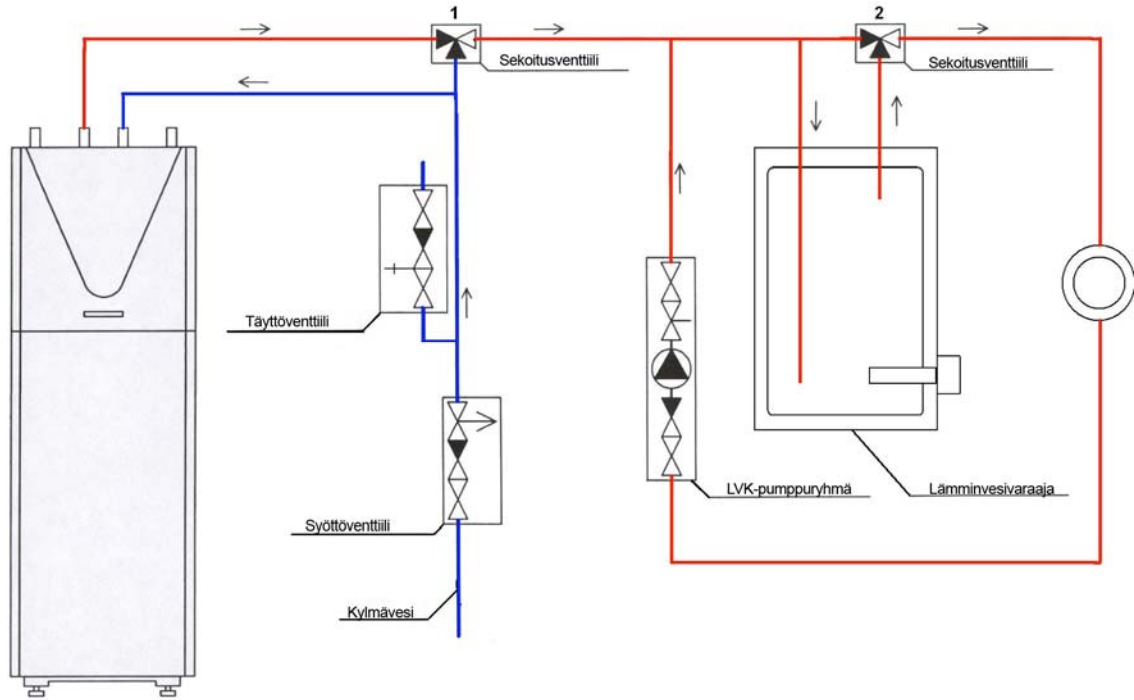 1
2
Sekoitusventtiili
Sekoitusventtiili
Täyttöventtiili
LVK-pumppuryhmä
Lämminvesivaraaja
Syöttöventtiili
Kylmävesi